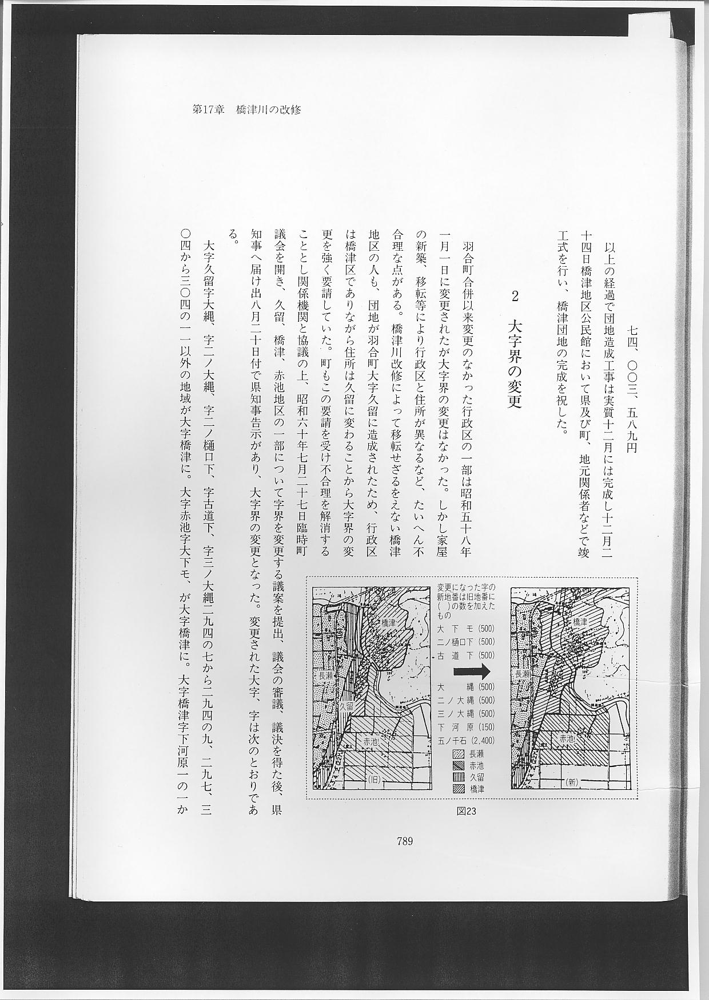 第17章　橋津川の改修
七四、〇〇三、五八九円
以上の経過で団地造成工事は実質十二月には完成し十二月二
十四日橋津地区公民館において県及び町、地元関係者などで竣
工式を行い、橋津団地の完成を祝した。
2　大字界の変更
羽合町合併以来変更のなかった行政区の一部は昭和五十八年
一月一日に変更されたが大字界の変更はなかった。しかし家屋
の新築、移転等により行政区と住所が異なるなど、たいへん不
合理な点がある。橋津川改修によって移転せざるをえない橋津
地区の人も、団地が羽合町大字久留に造成されたため、行政区
は橋津区でありながら住所は久留に変わることから大字界の変
更を強く要請していた。町もこの要請を受け不合理を解消する
こととし関係機関と協議の上、昭和六十年七月二十七日臨時町
議会を開き、久留、橋津、赤池地区の一部について字界を変更する議案を提出、議会の審議、議決を得た後、県
知事へ届け出八月二十日付で県知事告示があり、大字界の変更となった。変更された大字、字は次のとおりであ
る。
大字久留字大縄、字二ノ大縄、字二ノ樋口下、字古道下、字三ノ大縄二九四の七から二九四の九、二九七、三
〇四から三〇四の一一以外の地域が大字橋津に。大字赤池字大下モ、が大字橋津に。大字橋津字下河原一の一か
橋津
長瀬
久留
赤池
(旧)
変更になった字の
新地番は旧地番に
(　)の数を加えた
もの
大下モ (500)
二ノ樋口下 (500)
古道下 (500)
大縄 (500)
二ノ大縄 (500)
三ノ大縄 (500)
下河原 (150)
五ノ千石 (2,400)
長瀬
赤池
久留
橋津
橋津
長瀬
赤池
(新)
図23
789